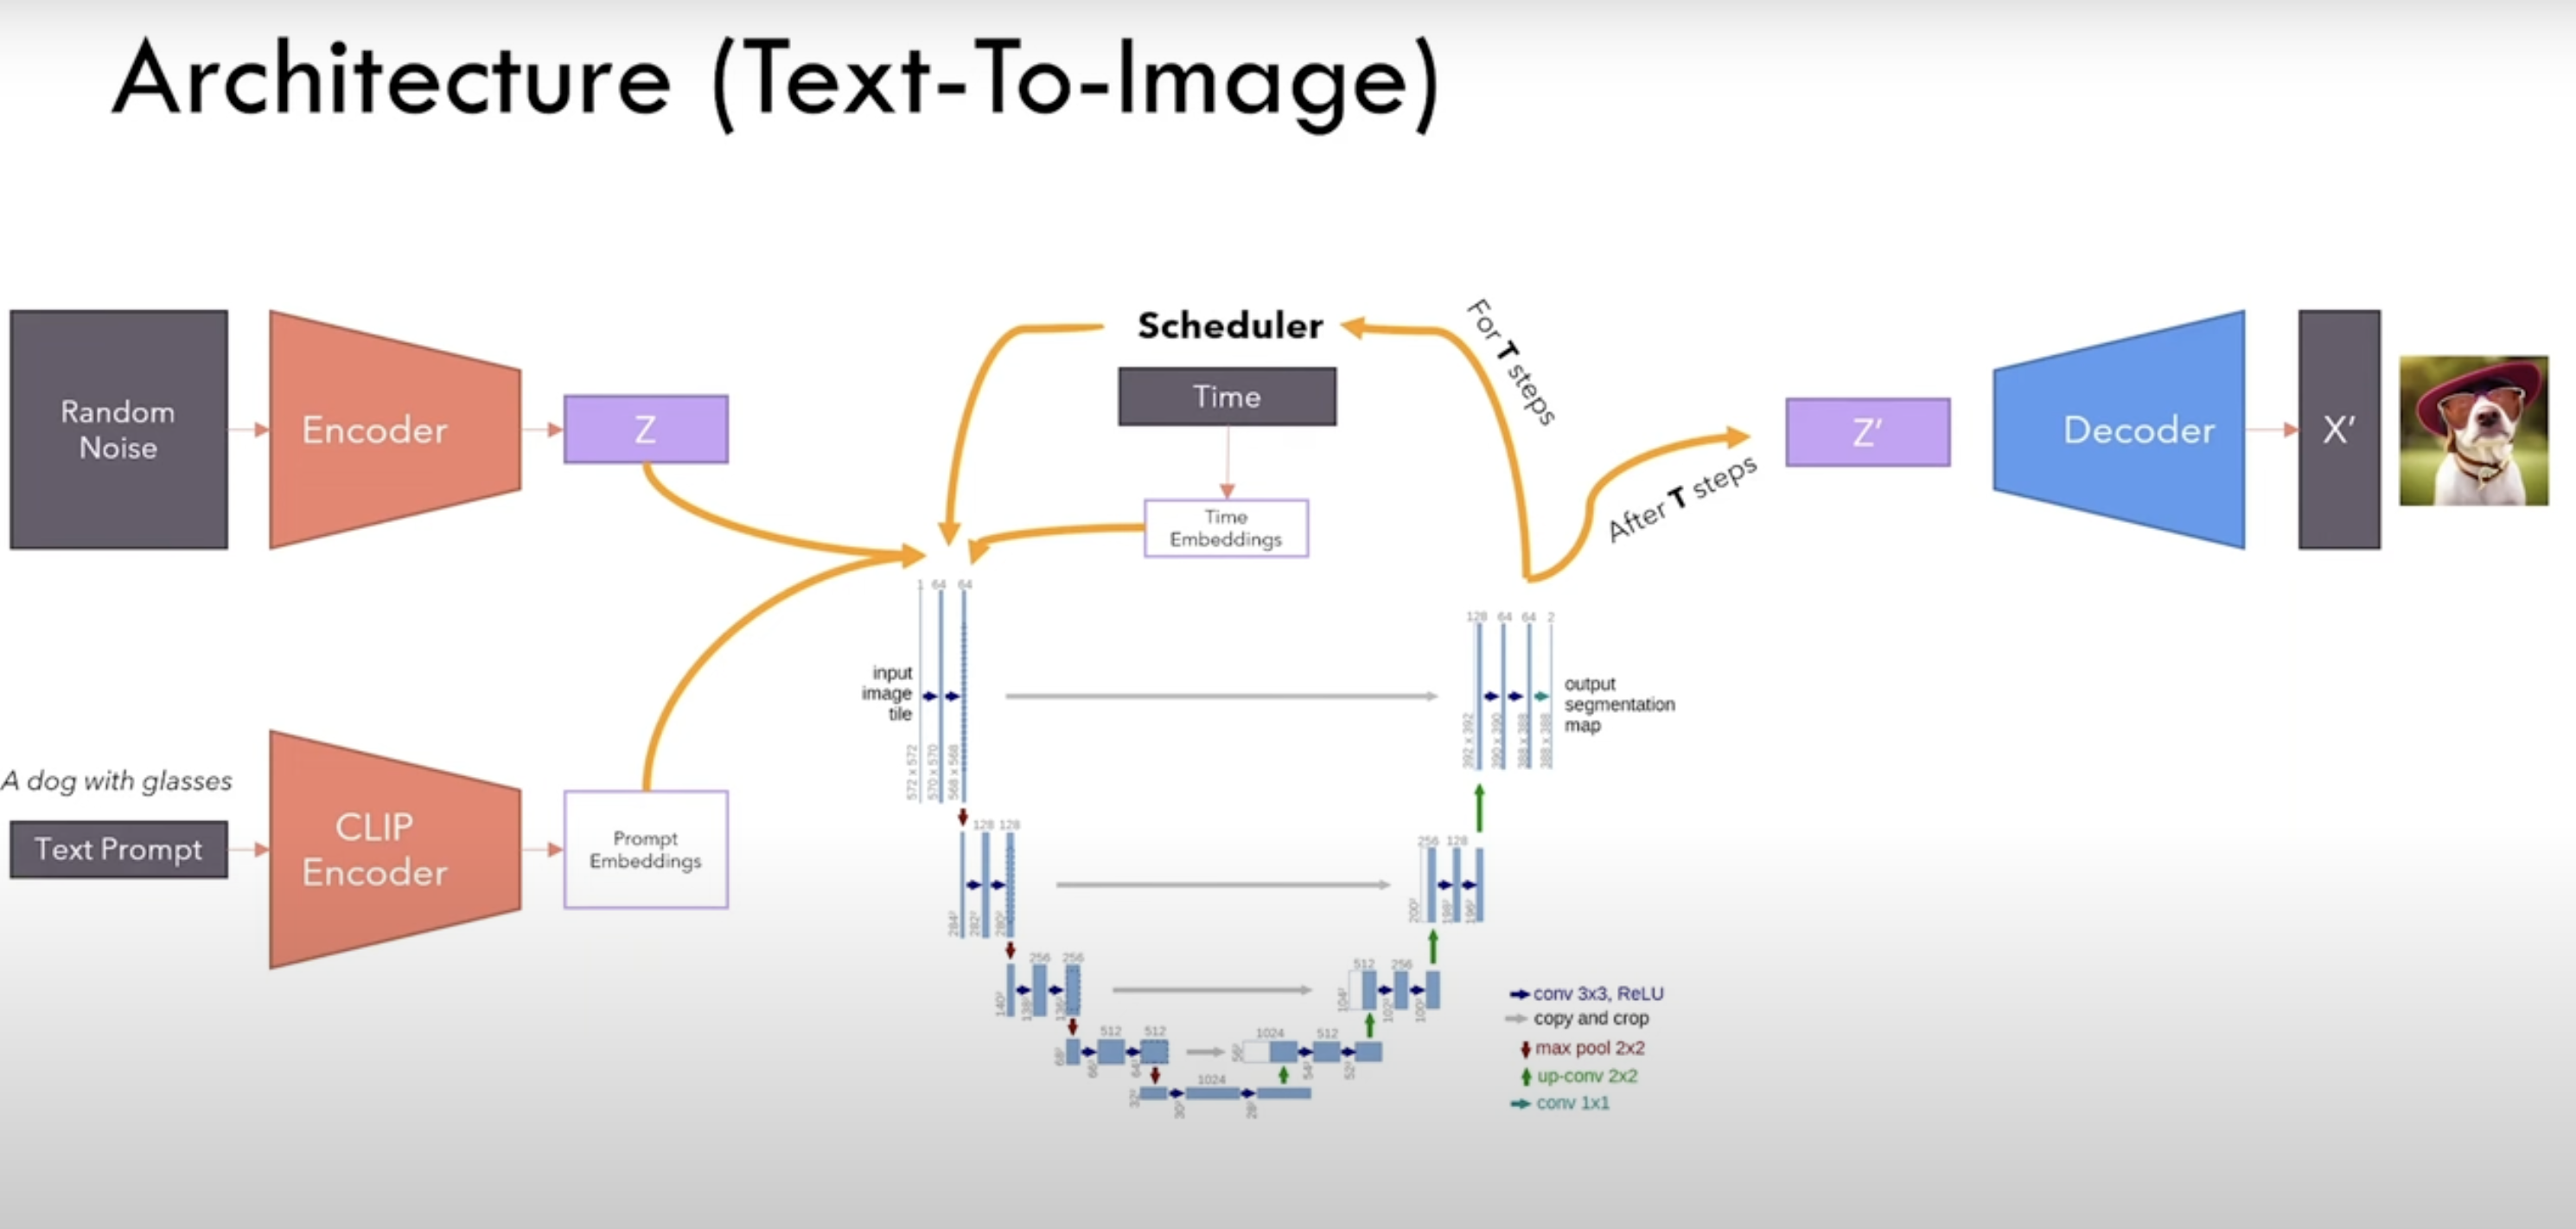 Architecture (Text-To-Image)
Random
Noise
Encoder
Z
Scheduler
Time
Time
Embeddings
For T steps
After T steps
Z'
Decoder
X'
A dog with glasses
Text Prompt
CLIP
Encoder
Prompt
Embeddings
1 64 64
input
image
tile
572 x 572
570 x 570
568 x 568
128 128
284²
282²
280²
256 256
140²
138²
136²
512 512
68²
66²
64²
1024
32²
30²
28²
1024 512
56²
54²
52²
512 256
104²
102²
100²
256 128
200²
198²
196²
128 64 64 2
392 x 392
390 x 390
388 x 388
388 x 388
output
segmentation
map
conv 3x3, ReLU
copy and crop
max pool 2x2
up-conv 2x2
conv 1x1